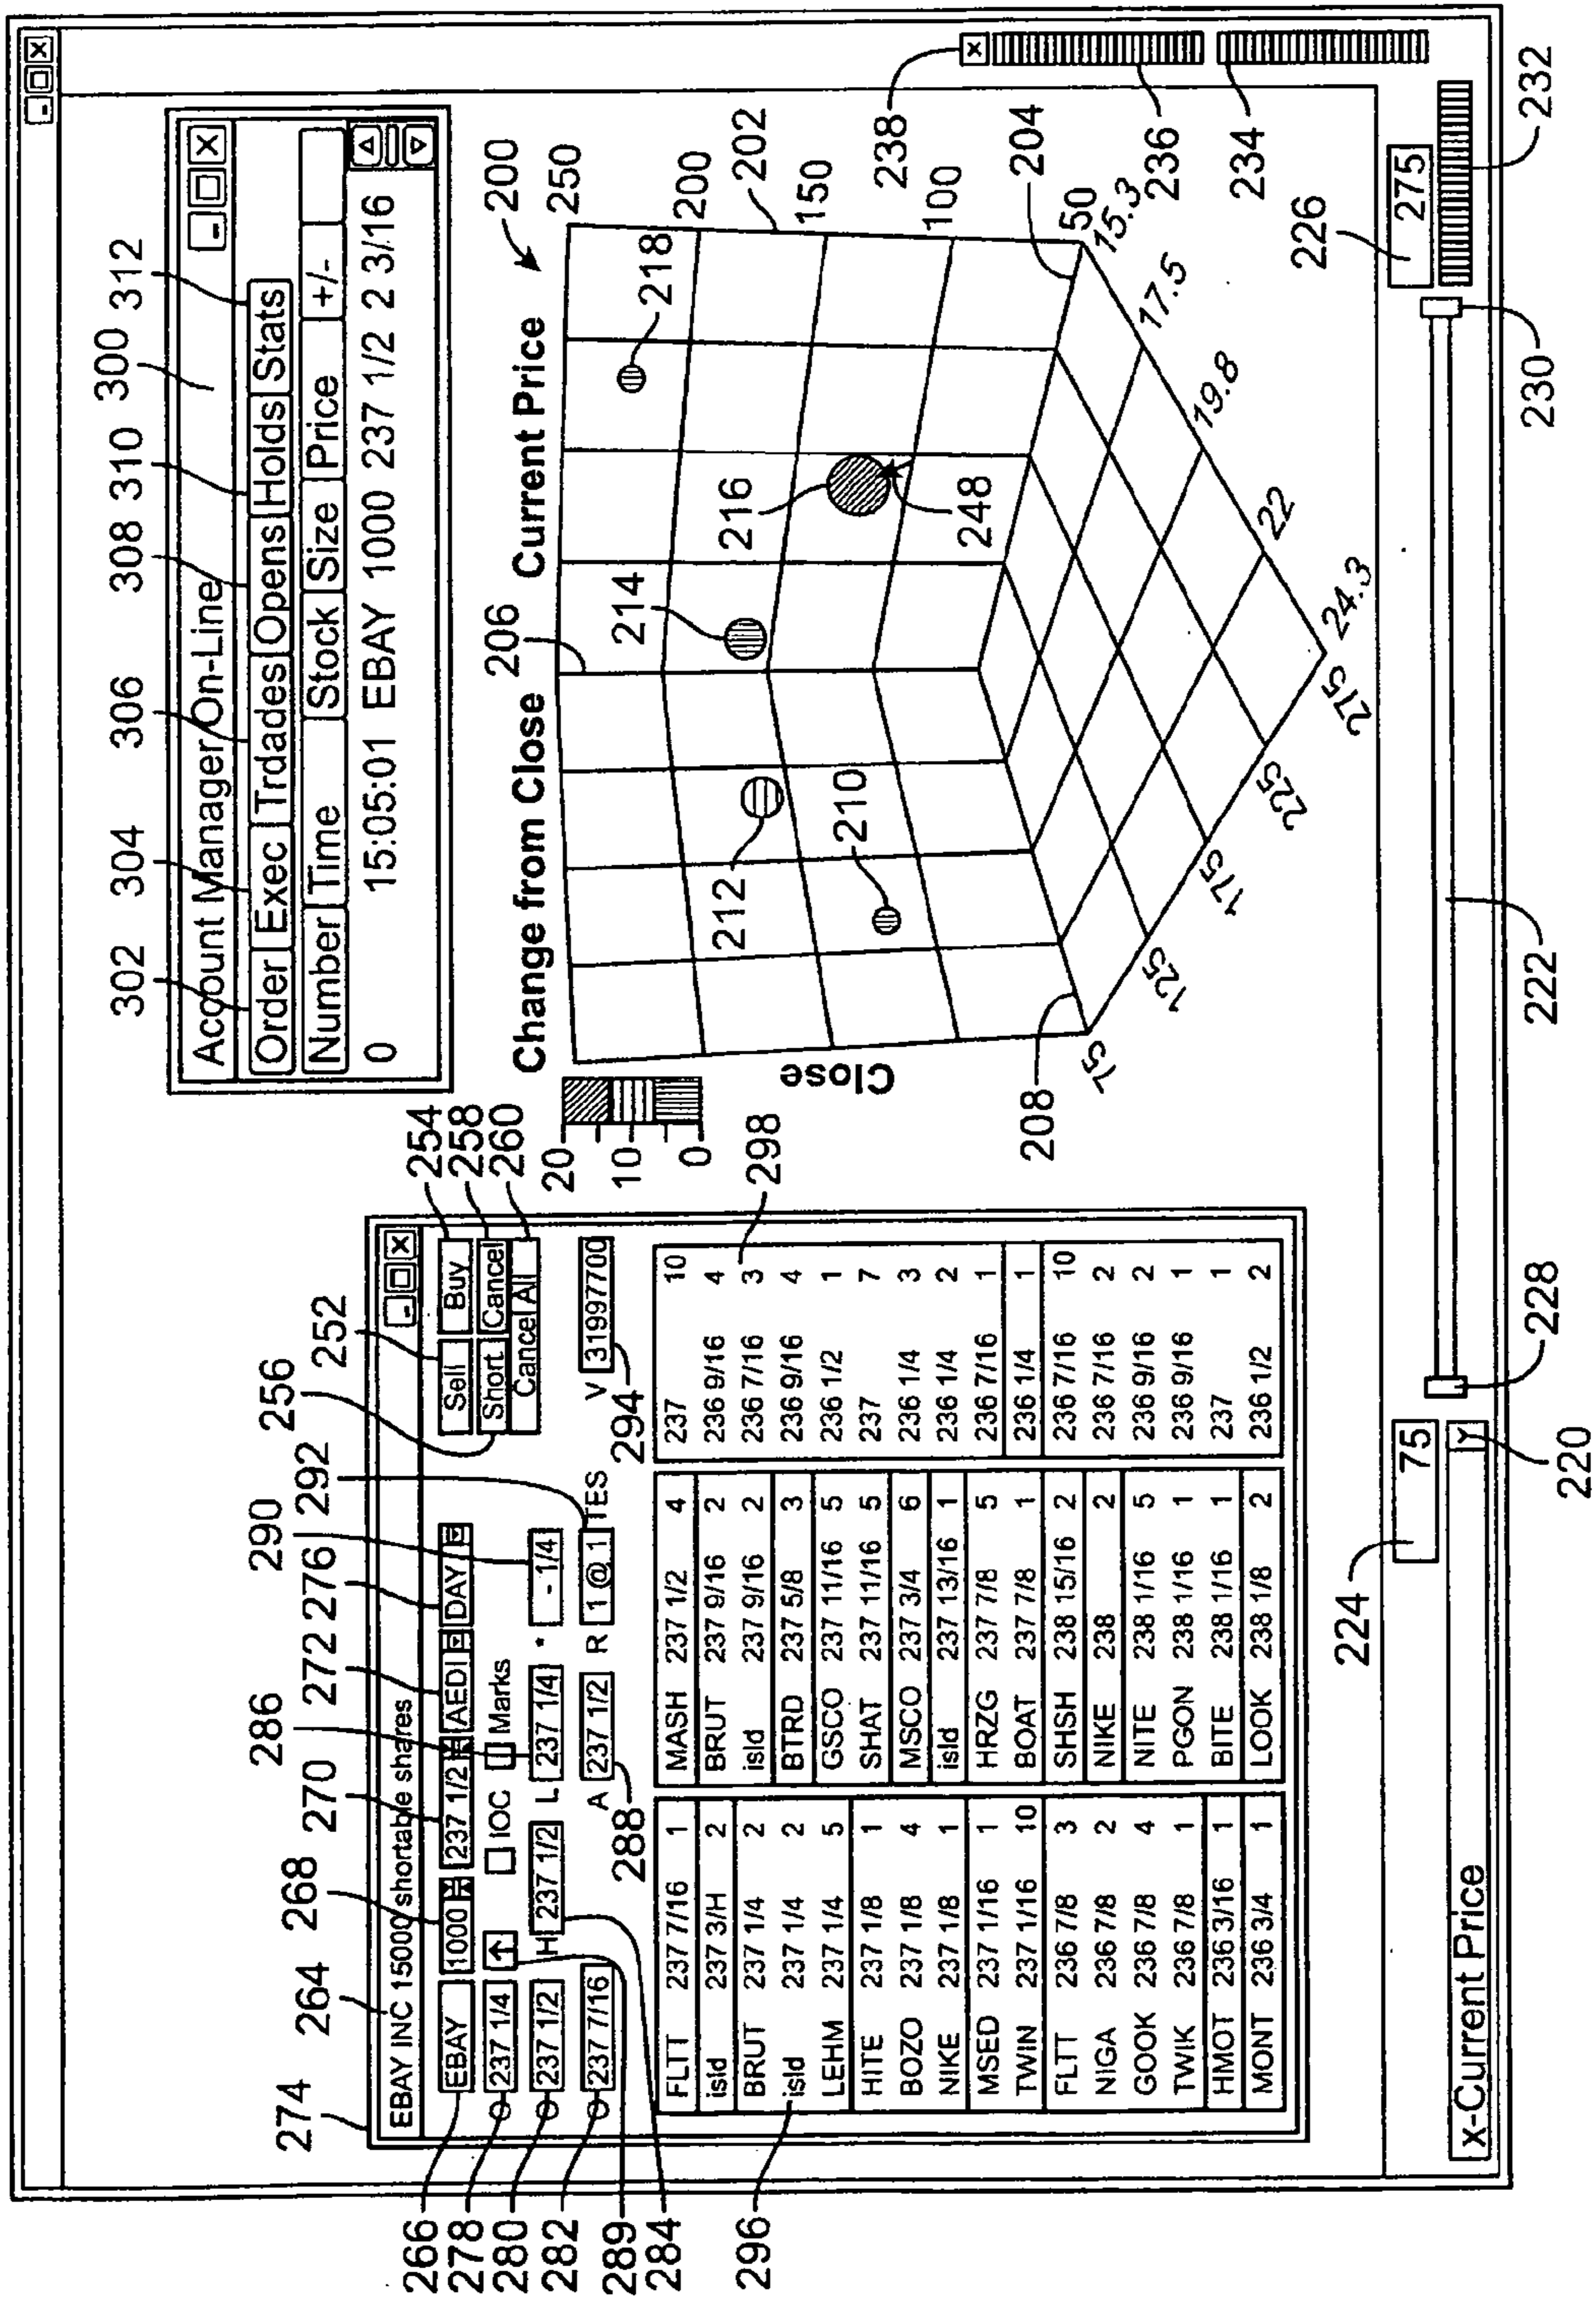 302 304 306 308 310 300 312
Account Manager On-Line
Order Exec Trdades Opens Holds Stats
Number Time Stock Size Price +/-
0 15:05:01 EBAY 1000 237 1/2 2 3/16
274 264 268 270 286 272 276 290 292 256 252 254 258 260
EBAY INC 15000 shortable shares
266 EBAY 1000 237 1/2 AEDI DAY Sell Buy
278 237 1/4 IOC Marks Short Cancel
280 237 1/2 H 237 1/2 L 237 1/4 * - 1/4 Cancel All
282 237 7/16 A 237 1/2 R 1 @ 1 TES V 31997700
289 284 288 294
FLTT 237 7/16 1 MASH 237 1/2 4 237 10
isld 237 3/H 2 BRUT 237 9/16 2 236 9/16 4
BRUT 237 1/4 2 isld 237 9/16 2 236 7/16 3
isld 237 1/4 2 BTRD 237 5/8 3 236 9/16 4
LEHM 237 1/4 5 GSCO 237 11/16 5 236 1/2 1
HITE 237 1/8 1 SHAT 237 11/16 5 237 7
BOZO 237 1/8 4 MSCO 237 3/4 6 236 1/4 3
NIKE 237 1/8 1 isld 237 13/16 1 236 1/4 2
MSED 237 1/16 1 HRZG 237 7/8 5 236 7/16 1
TWIN 237 1/16 10 BOAT 237 7/8 1 236 1/4 1
FLTT 236 7/8 3 SHSH 238 15/16 2 236 7/16 10
NIGA 236 7/8 2 NIKE 238 2 236 7/16 2
GOOK 236 7/8 4 NITE 238 1/16 5 236 9/16 2
TWIK 236 7/8 1 PGON 238 1/16 1 236 9/16 1
HMOT 236 3/16 1 BITE 238 1/16 1 237 1
MONT 236 3/4 1 LOOK 238 1/8 2 236 1/2 2
296 298
206 200
Change from Close Current Price
20 250
10 200
0 150
100
50
214 218
212 216 202
210 248
Close
208 204
75 125 175 225 275
24.3 22 19.8 17.5 15.3
238
236
234
224 226
75 275
x-Current Price
220 228 222 230 232